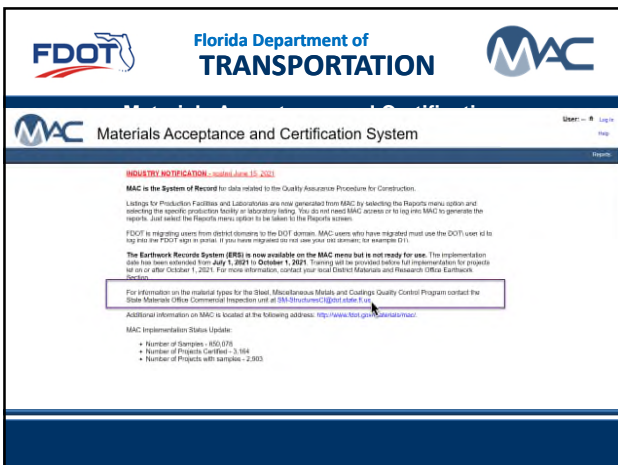 FDOT
Florida Department of
TRANSPORTATION
MAC
Materials Acceptance and Certification
MAC
Materials Acceptance and Certification System
User: --
Log in
Help
Reports
INDUSTRY NOTIFICATION - posted June 15, 2021
MAC is the System of Record for data related to the Quality Assurance Procedure for Construction.
Listings for Production Facilities and Laboratories are now generated from MAC by selecting the Reports menu option and
selecting the specific production facility or laboratory listing. You do not need MAC access or to log into MAC to generate the
reports. Just select the Reports menu option to be taken to the Reports screen.
FDOT is migrating users from district domains to the DOT domain. MAC users who have migrated must use the DOT\ user id to
log into the FDOT sign in portal. If you have migrated do not use your old domain; for example D1\.
The Earthwork Records System (ERS) is now available on the MAC menu but is not ready for use. The implementation
date has been extended from July 1, 2021 to October 1, 2021. Training will be provided before full implementation for projects
let on or after October 1, 2021. For more information, contact your local District Materials and Research Office Earthwork
Section.
For information on the material types for the Steel, Miscellaneous Metals and Coatings Quality Control Program contact the
State Materials Office Commercial Inspection unit at SM-StructuresCI@dot.state.fl.us.
Additional information on MAC is located at the following address: http://www.fdot.gov/materials/mac/.
MAC Implementation Status Update:
• Number of Samples - 850,078
• Number of Projects Certified - 3,164
• Number of Projects with samples - 2,903